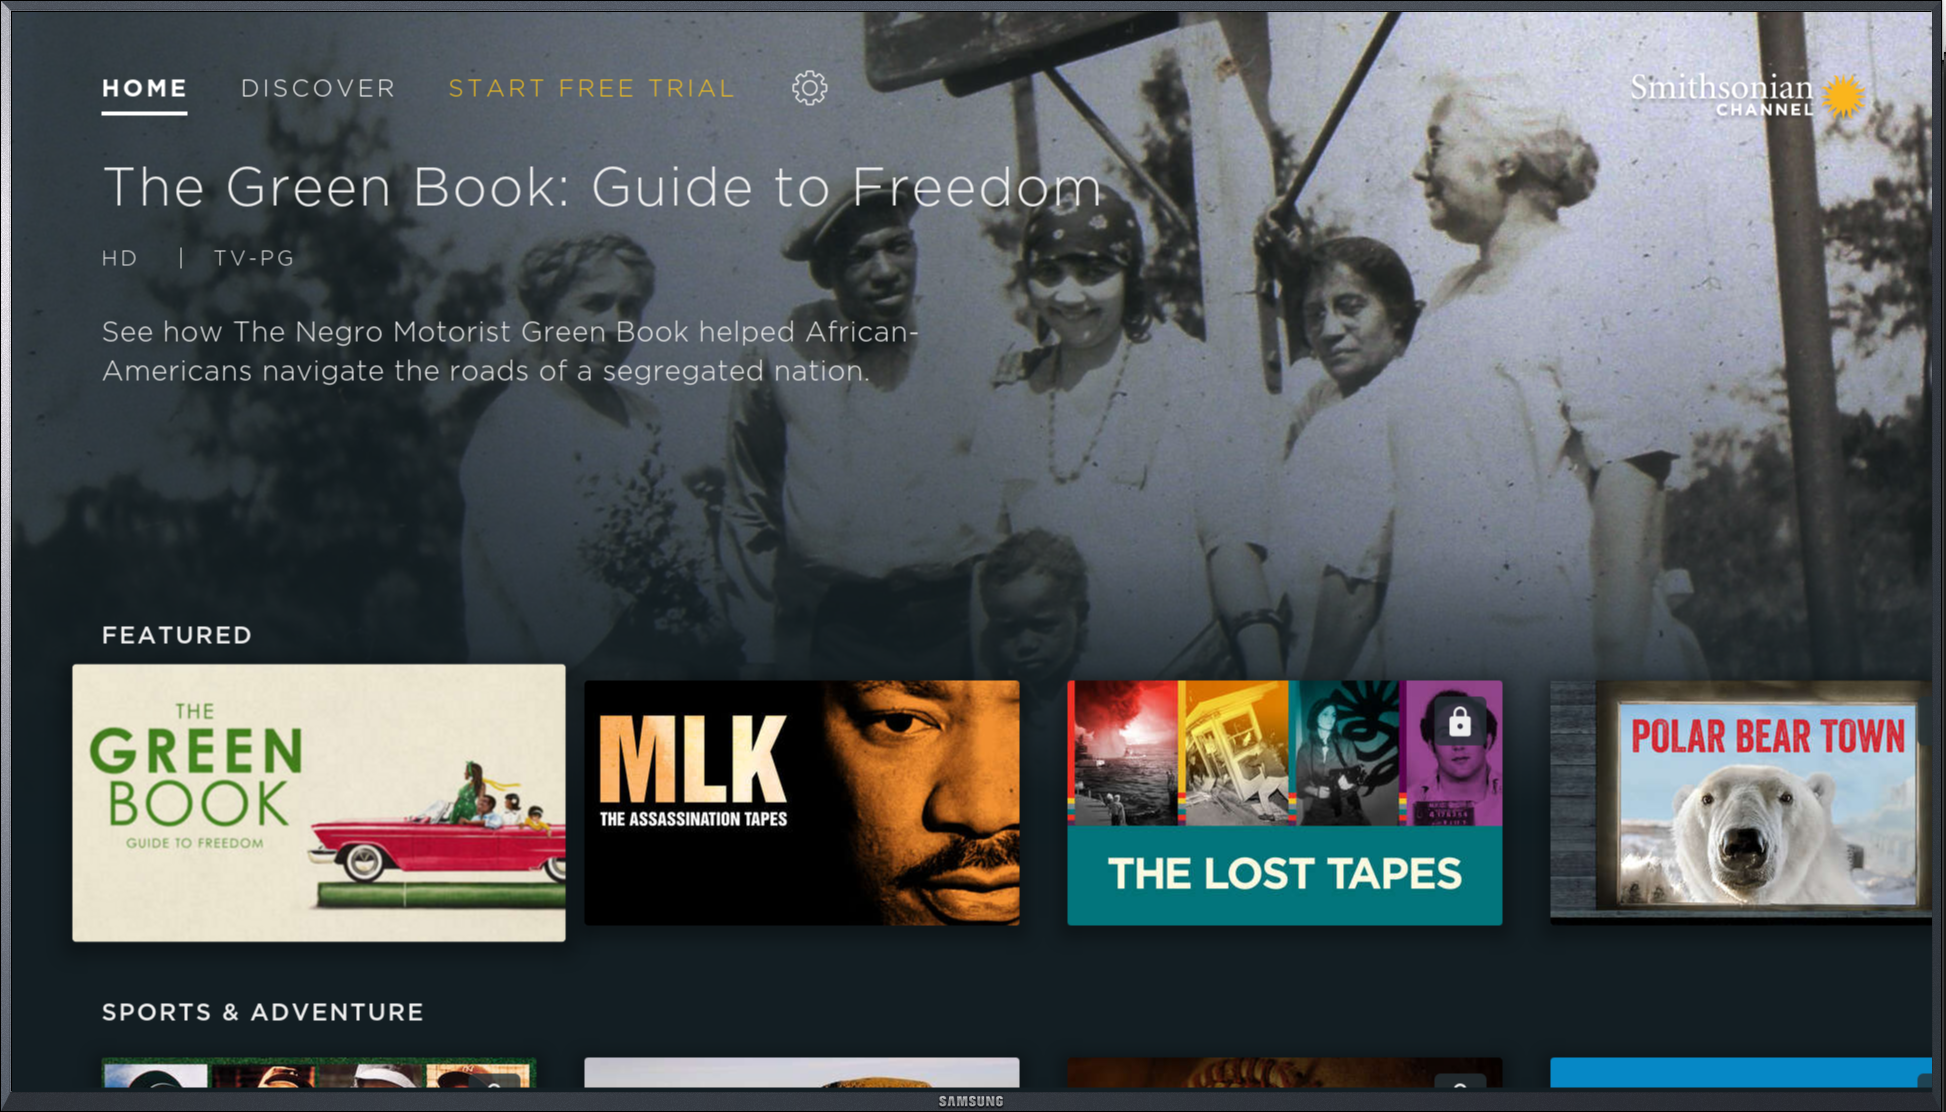 HOME DISCOVER START FREE TRIAL
Smithsonian
CHANNEL
The Green Book: Guide to Freedom
HD | TV-PG
See how The Negro Motorist Green Book helped African-
Americans navigate the roads of a segregated nation.
FEATURED
THE
GREEN
BOOK
GUIDE TO FREEDOM
MLK
THE ASSASSINATION TAPES
THE LOST TAPES
POLAR BEAR TOWN
SPORTS & ADVENTURE
SAMSUNG